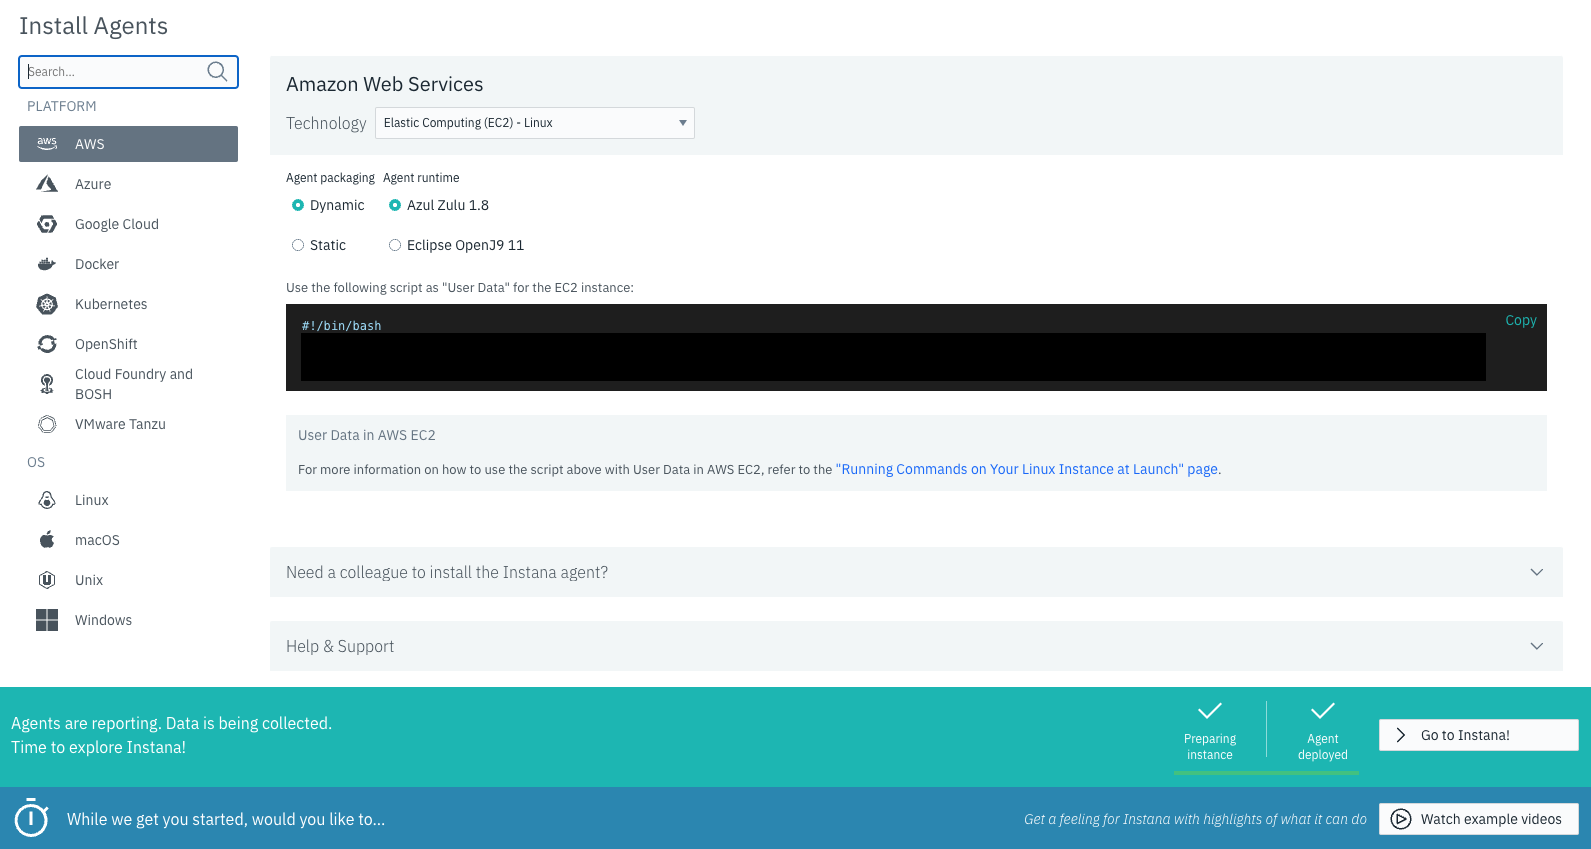 Install Agents
Search...
PLATFORM
aws AWS
Azure
Google Cloud
Docker
Kubernetes
OpenShift
Cloud Foundry and
BOSH
VMware Tanzu
OS
Linux
macOS
Unix
Windows
Amazon Web Services
Technology Elastic Computing (EC2) - Linux
Agent packaging Agent runtime
Dynamic Azul Zulu 1.8
Static Eclipse OpenJ9 11
Use the following script as "User Data" for the EC2 instance:
#!/bin/bash
Copy
User Data in AWS EC2
For more information on how to use the script above with User Data in AWS EC2, refer to the "Running Commands on Your Linux Instance at Launch" page.
Need a colleague to install the Instana agent?
Help & Support
Agents are reporting. Data is being collected.
Time to explore Instana!
Preparing
instance
Agent
deployed
Go to Instana!
While we get you started, would you like to...
Get a feeling for Instana with highlights of what it can do
Watch example videos